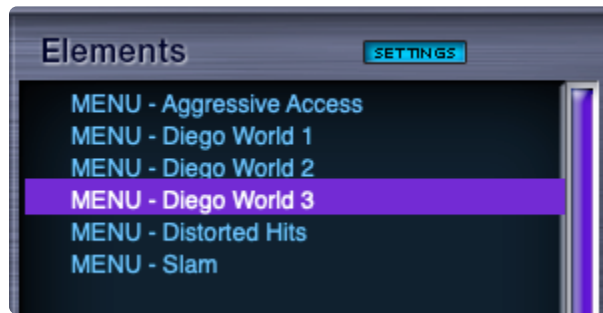 Elements
SETTINGS
MENU - Aggressive Access
MENU - Diego World 1
MENU - Diego World 2
MENU - Diego World 3
MENU - Distorted Hits
MENU - Slam